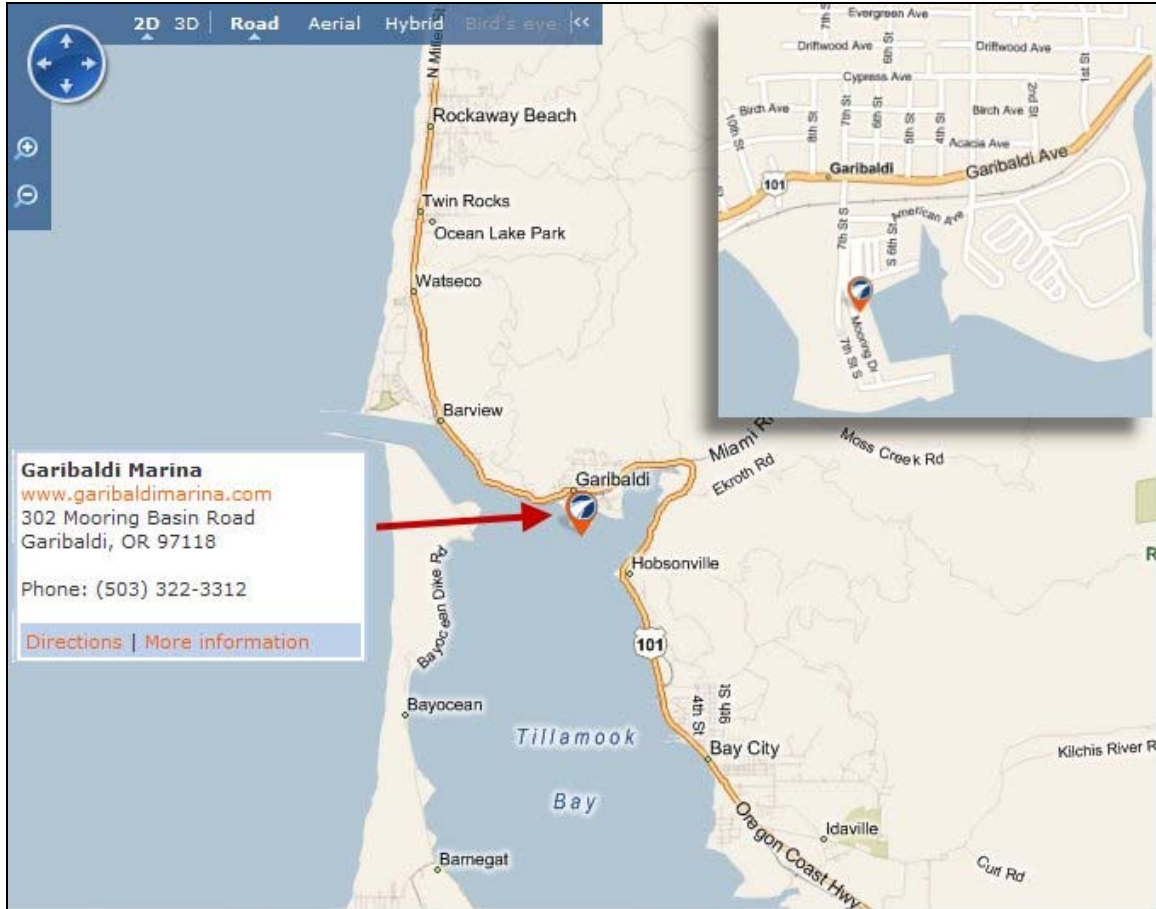 2D 3D | Road Aerial Hybrid Bird's eye <<
N Miller St
Rockaway Beach
Twin Rocks
Ocean Lake Park
Watseco
Barview
Garibaldi
Miami R
Ekroth Rd
Moss Creek Rd
Hobsonville
R
101
Bayocean Dike Rd
Bayocean
Tillamook
Bay
4th St
9th St
Bay City
Kilchis River R
Idaville
Oregon Coast Hwy
Curl Rd
Barnegat
Garibaldi Marina
www.garibaldimarina.com
302 Mooring Basin Road
Garibaldi, OR 97118
Phone: (503) 322-3312
Directions | More information
7th St
Evergreen Ave
6th St
Driftwood Ave
Driftwood Ave
1st St
Cypress Ave
Birch Ave
10th St
8th St
7th St
6th St
5th St
4th St
Birch Ave
2nd St
Acacia Ave
Garibaldi
Garibaldi Ave
101
7th St S
American Ave
S 6th St
Mooring Dr
7th St S